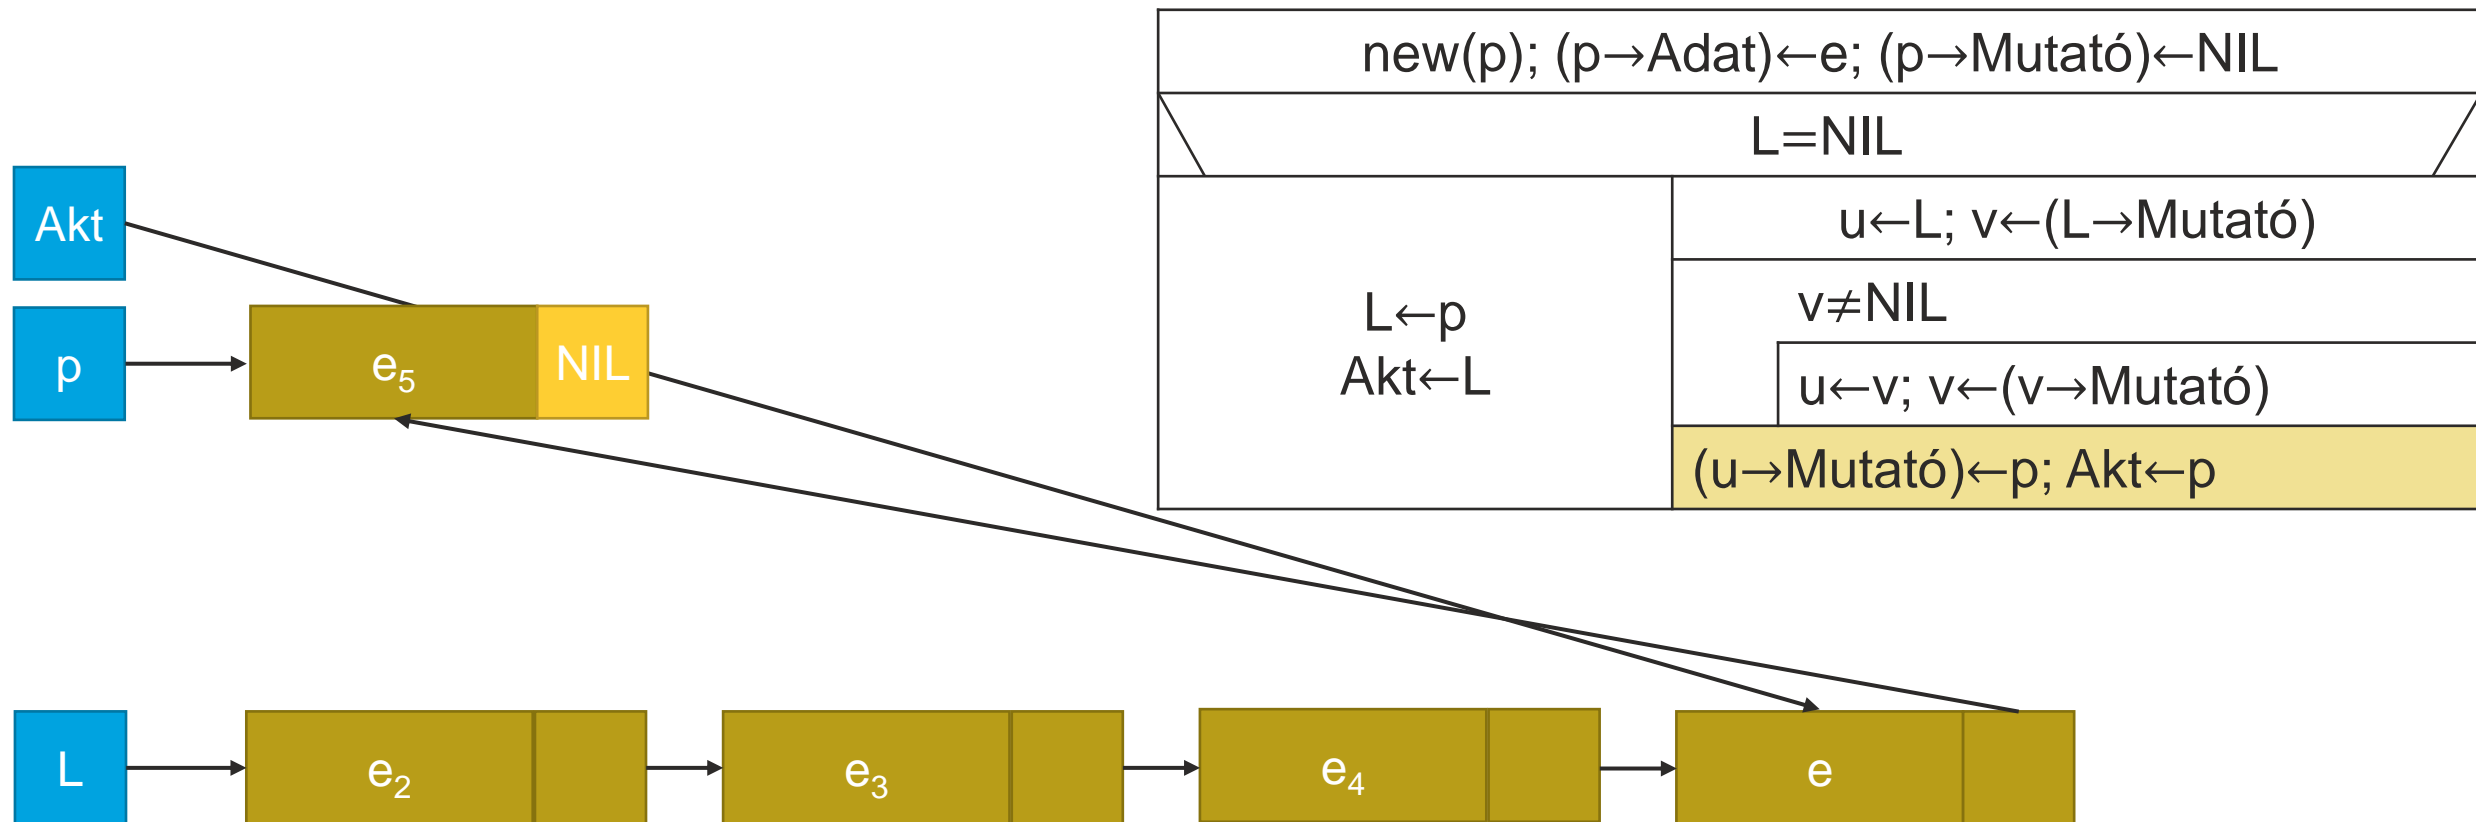 new(p); (p→Adat)←e; (p→Mutató)←NIL
L=NIL
L←p
Akt←L
u←L; v←(L→Mutató)
v≠NIL
u←v; v←(v→Mutató)
(u→Mutató)←p; Akt←p
Akt
p
e₅
NIL
L
e₂
e₃
e₄
e